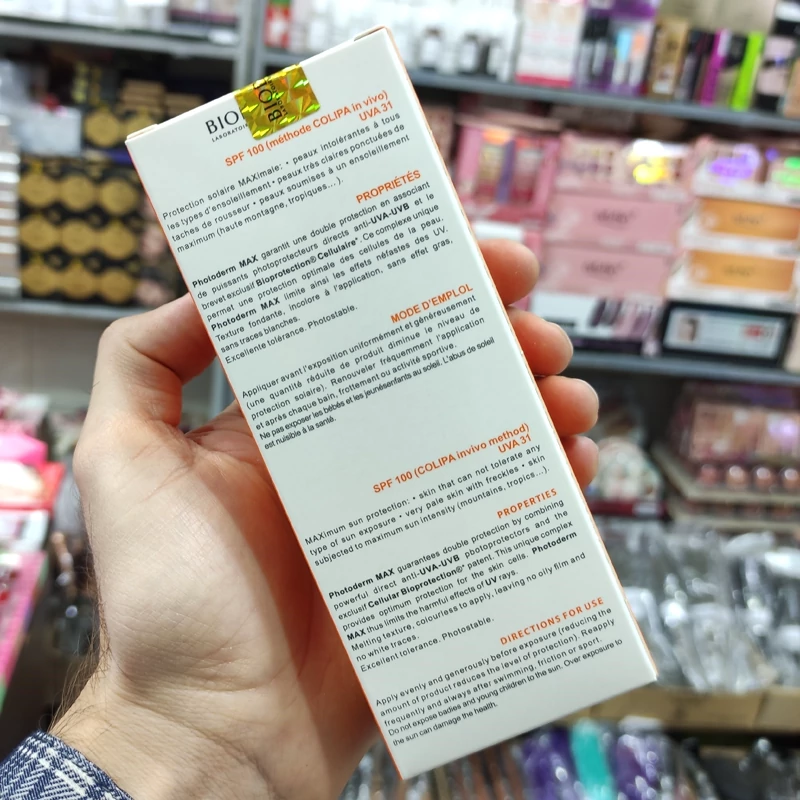 BIO
LABORATOI
SPF 100 (méthode COLIPA in vivo)
UVA 31
Protection solaire MAXimale: • peaux intolérantes à tous
les types d'ensoleillement • peaux très claires ponctuées de
taches de rousseur • peaux soumises à un ensoleillement
maximum (haute montagne, tropiques...).
PROPRIÉTÉS
Photoderm MAX garantit une double protection en associant
de puissants photoprotecteurs directs anti-UVA-UVB et le
brevet exclusif Bioprotection® Cellulaire*. Ce complexe unique
permet une protection optimale des cellules de la peau,
Photoderm MAX limite ainsi les effets néfastes des UV.
Texture fondante, incolore à l'application, sans effet gras,
sans traces blanches.
Excellente tolérance. Photostable.
MODE D'EMPLOI
Appliquer avant l'exposition uniformément et généreusement
(une quantité réduite de produit diminue le niveau de
protection solaire). Renouveler fréquemment l'application
et après chaque bain, frottement ou activité sportive.
Ne pas exposer les bébés et les jeunesenfants au soleil. L'abus de soleil
est nuisible à la santé.
SPF 100 (COLIPA invivo method)
UVA 31
MAXimum sun protection: • skin that can not tolerate any
type of sun exposure • very pale skin with freckles • skin
subjected to maximum sun intensity (mountains, tropics...).
PROPERTIES
Photoderm MAX guarantees double protection by combining
powerful direct anti-UVA-UVB photoprotectors and the
exclusif Cellular Bioprotection®* patent. This unique complex
provides optimum protection for the skin cells. Photoderm
MAX thus limits the harmful effects of UV rays.
Melting texture, colourless to apply, leaving no oily film and
no white traces.
Excellent tolerance. Photostable.
DIRECTIONS FOR USE
Apply evenly and generously before exposure (reducing the
amount of product reduces the level of protection). Reapply
frequently and always after swimming, friction or sport.
Do not expose babies and young children to the sun. Over exposure to
the sun can damage the health.